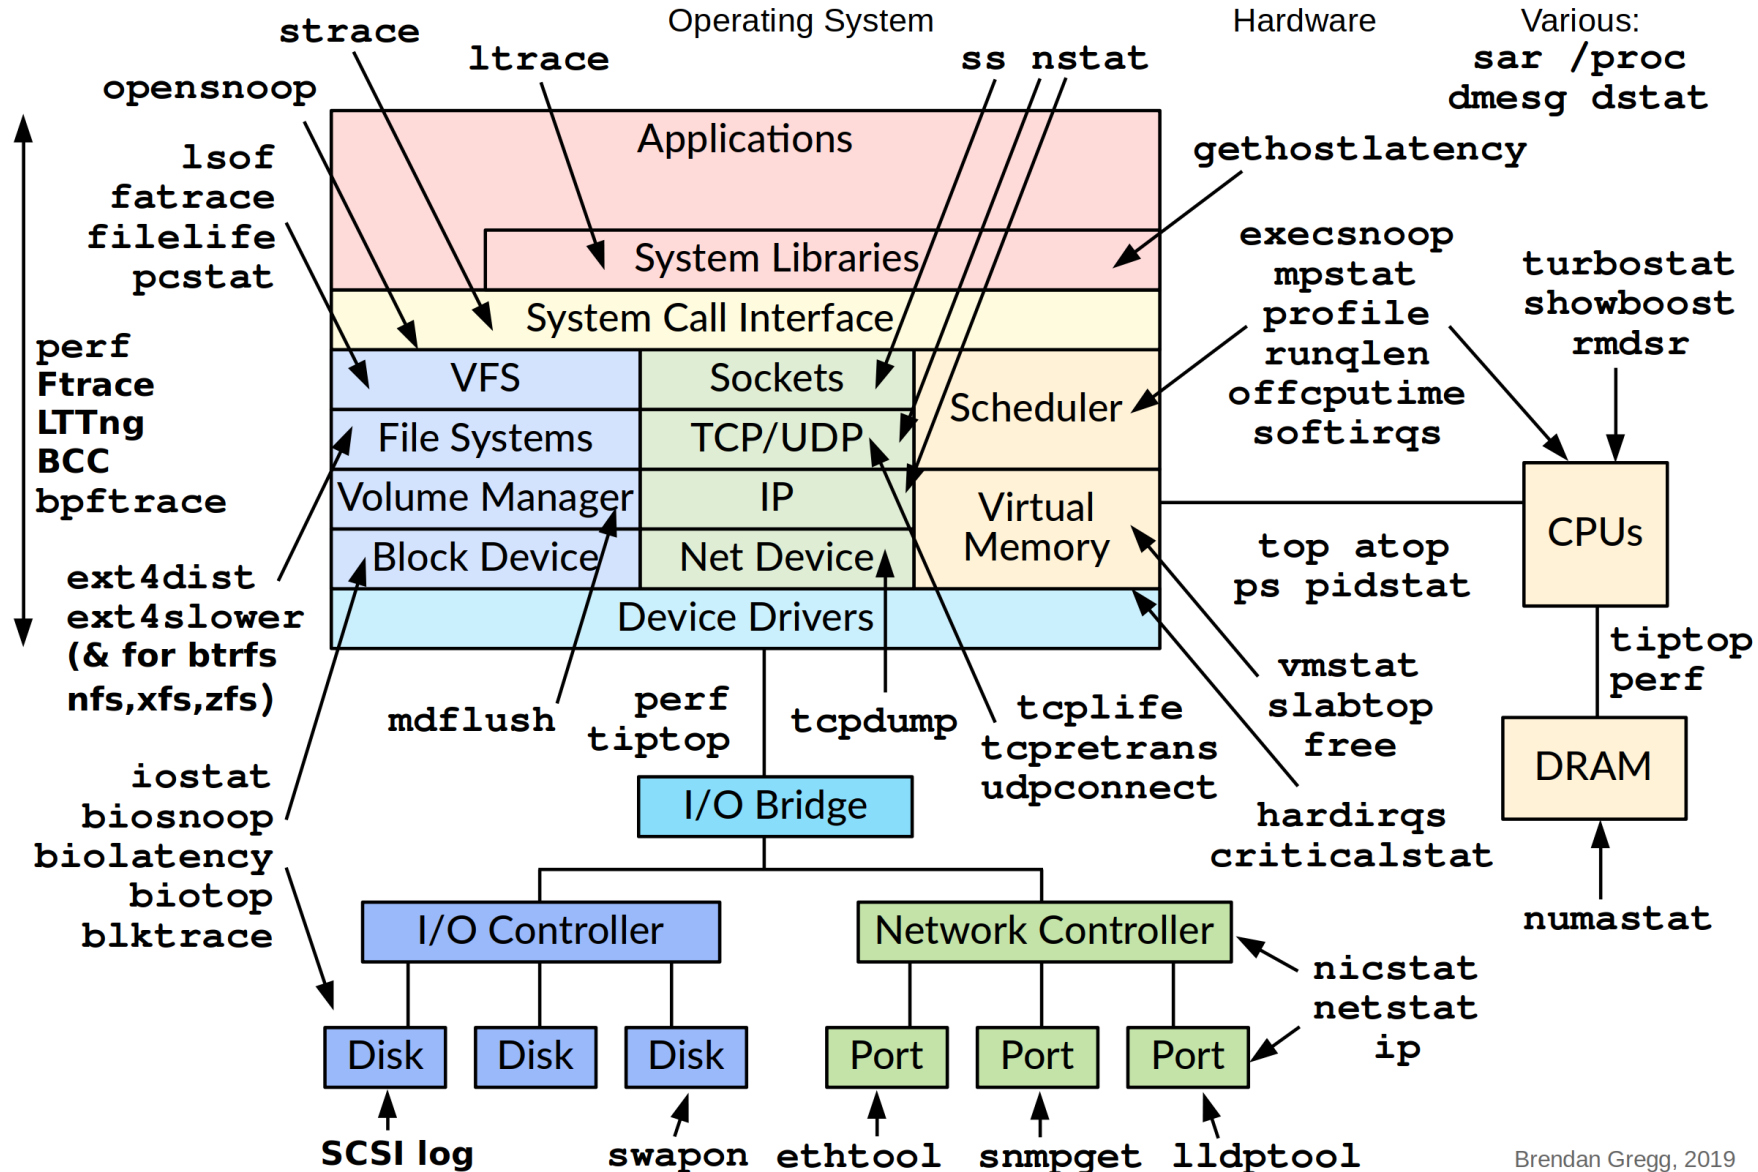 Operating System
Hardware
Various:
sar /proc
dmesg dstat
strace
ltrace
ss nstat
opensnoop
gethostlatency
lsof
fatrace
filelife
pcstat
Applications
System Libraries
System Call Interface
VFS
Sockets
Scheduler
File Systems
TCP/UDP
Volume Manager
IP
Virtual
Memory
Block Device
Net Device
Device Drivers
execsnoop
mpstat
profile
runqlen
offcputime
softirqs
turbostat
showboost
rmdsr
perf
Ftrace
LTTng
BCC
bpftrace
CPUs
top atop
ps pidstat
ext4dist
ext4slower
(& for btrfs
nfs,xfs,zfs)
tiptop
perf
vmstat
slabtop
free
mdflush
perf
tiptop
tcpdump
tcplife
tcpretrans
udpconnect
DRAM
iostat
biosnoop
biolatency
biotop
blktrace
I/O Bridge
hardirqs
criticalstat
numastat
I/O Controller
Network Controller
nicstat
netstat
ip
Disk
Disk
Disk
Port
Port
Port
SCSI log
swapon
ethtool
snmpget
lldptool
Brendan Gregg, 2019